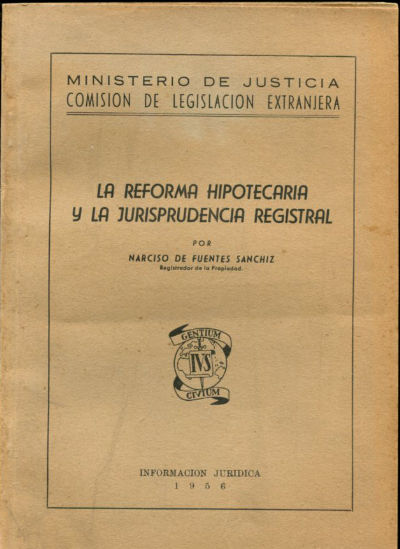 MINISTERIO DE JUSTICIA
COMISION DE LEGISLACION EXTRANJERA
LA REFORMA HIPOTECARIA
Y LA JURISPRUDENCIA REGISTRAL
POR
NARCISO DE FUENTES SANCHIZ
Registrador de la Propiedad.
GENTIUM
IVS
CIVIUM
INFORMACION JURIDICA
1956